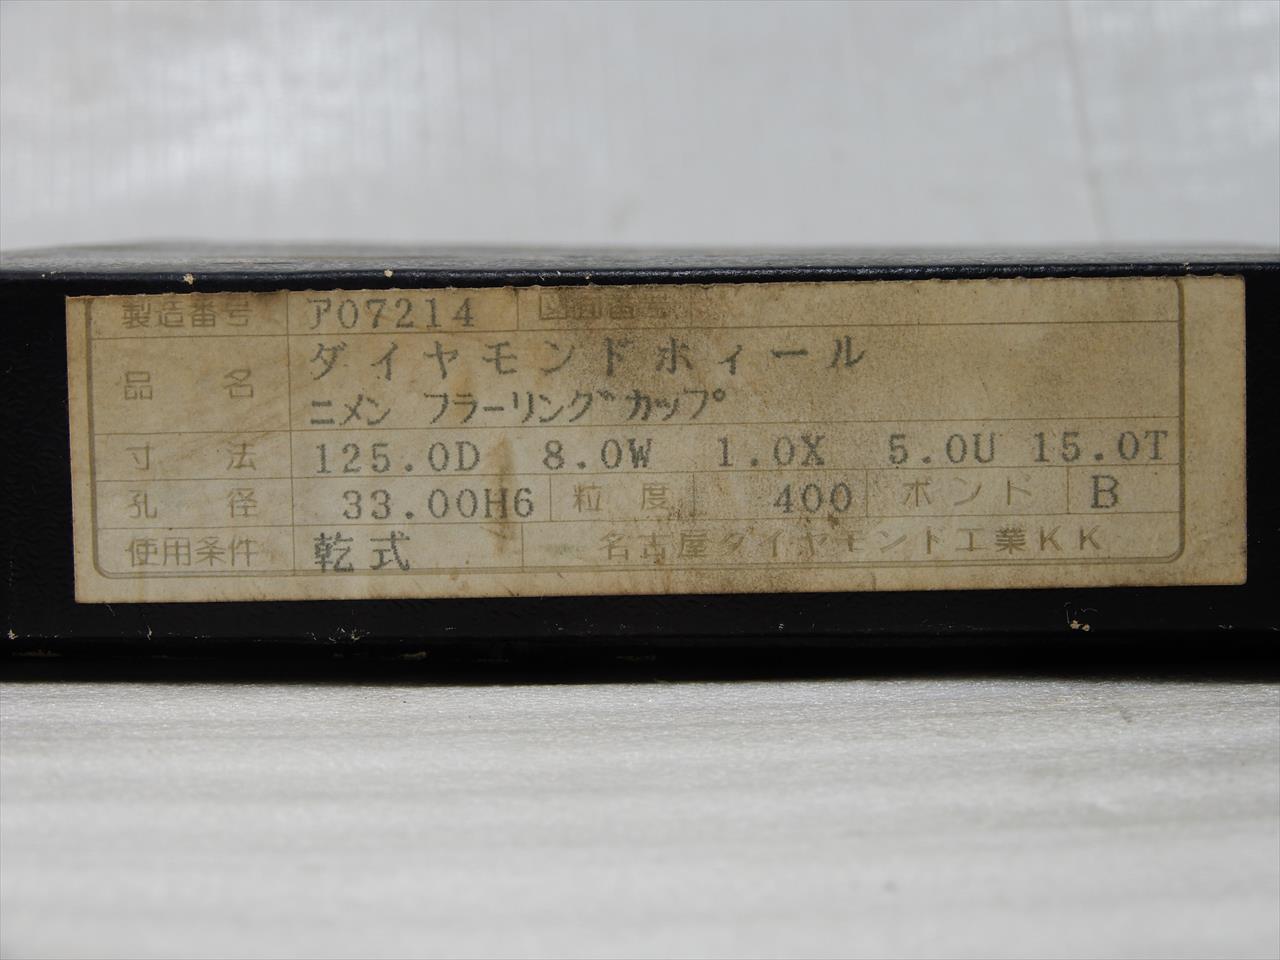 製造番号 ア07214 図面番号
品名 ダイヤモンドホィール
ニメン フラーリングカップ
寸法 125.0D 8.0W 1.0X 5.0U 15.0T
孔径 33.00H6 粒度 400 ボンド B
使用条件 乾式 名古屋ダイヤモンド工業KK